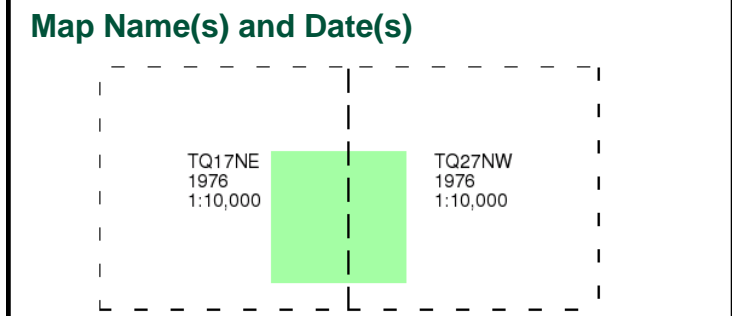 Map Name(s) and Date(s)
TQ17NE
1976
1:10,000
TQ27NW
1976
1:10,000